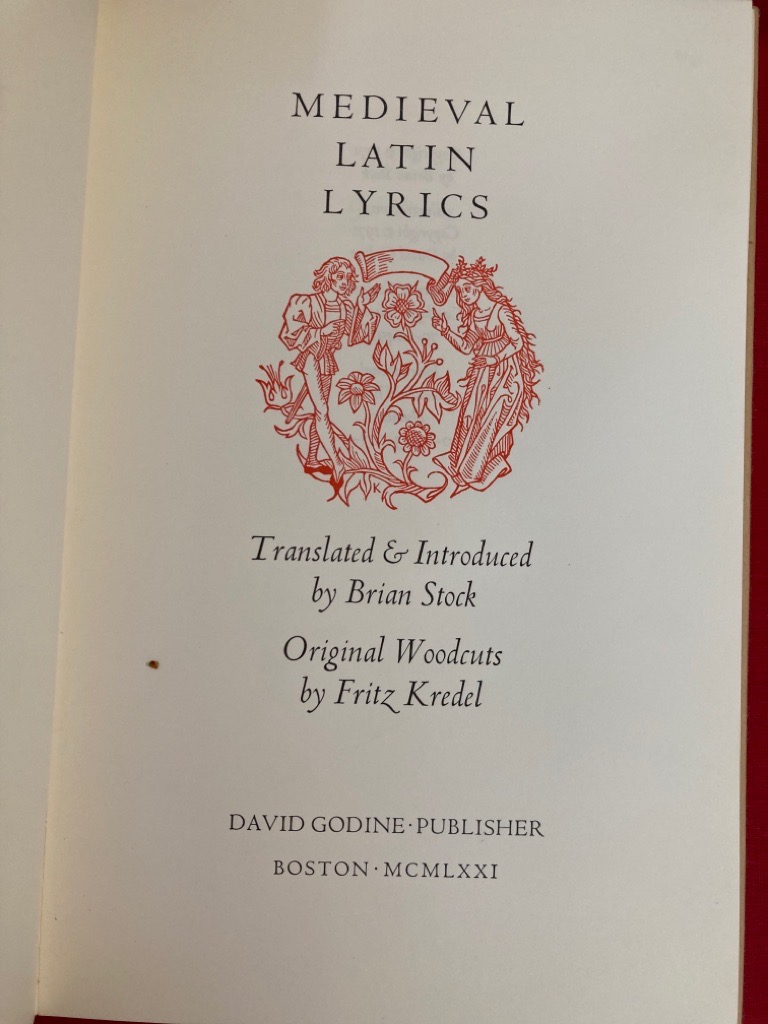 MEDIEVAL
LATIN
LYRICS
K
Translated & Introduced
by Brian Stock
Original Woodcuts
by Fritz Kredel
DAVID GODINE·PUBLISHER
BOSTON·MCMLXXI